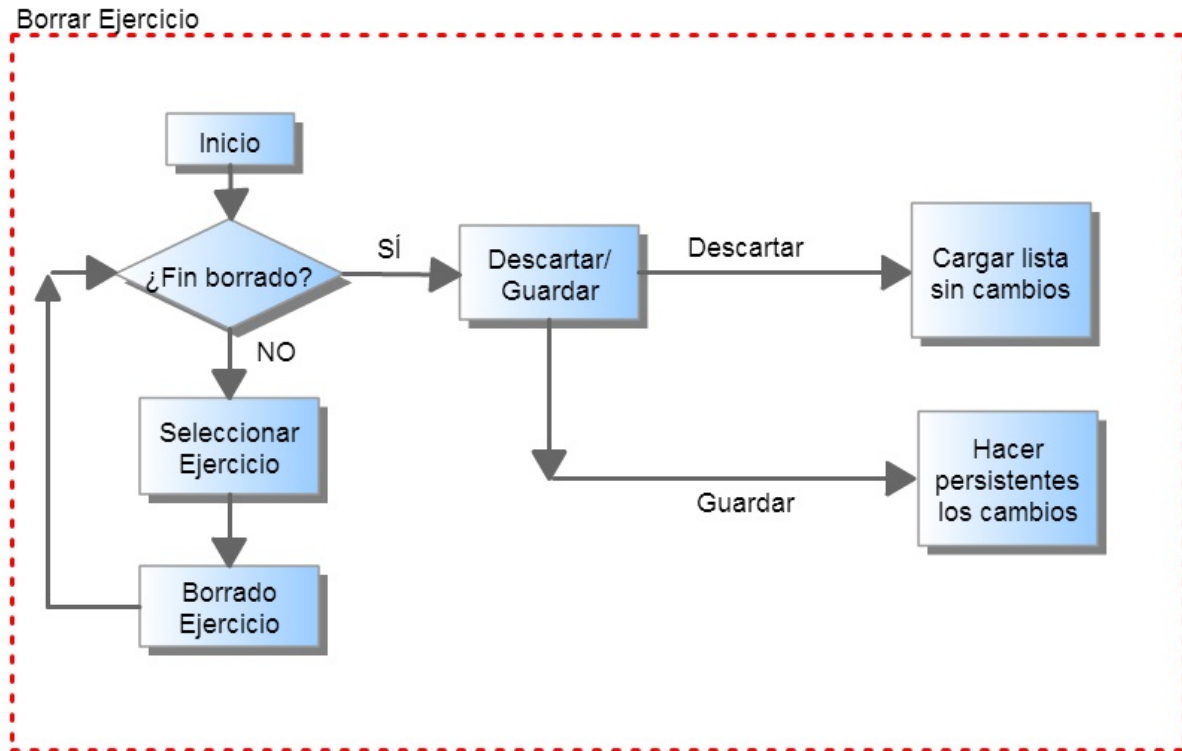 Borrar Ejercicio
Inicio
¿Fin borrado?
SÍ
Descartar/
Guardar
Descartar
Cargar lista
sin cambios
NO
Seleccionar
Ejercicio
Guardar
Hacer
persistentes
los cambios
Borrado
Ejercicio